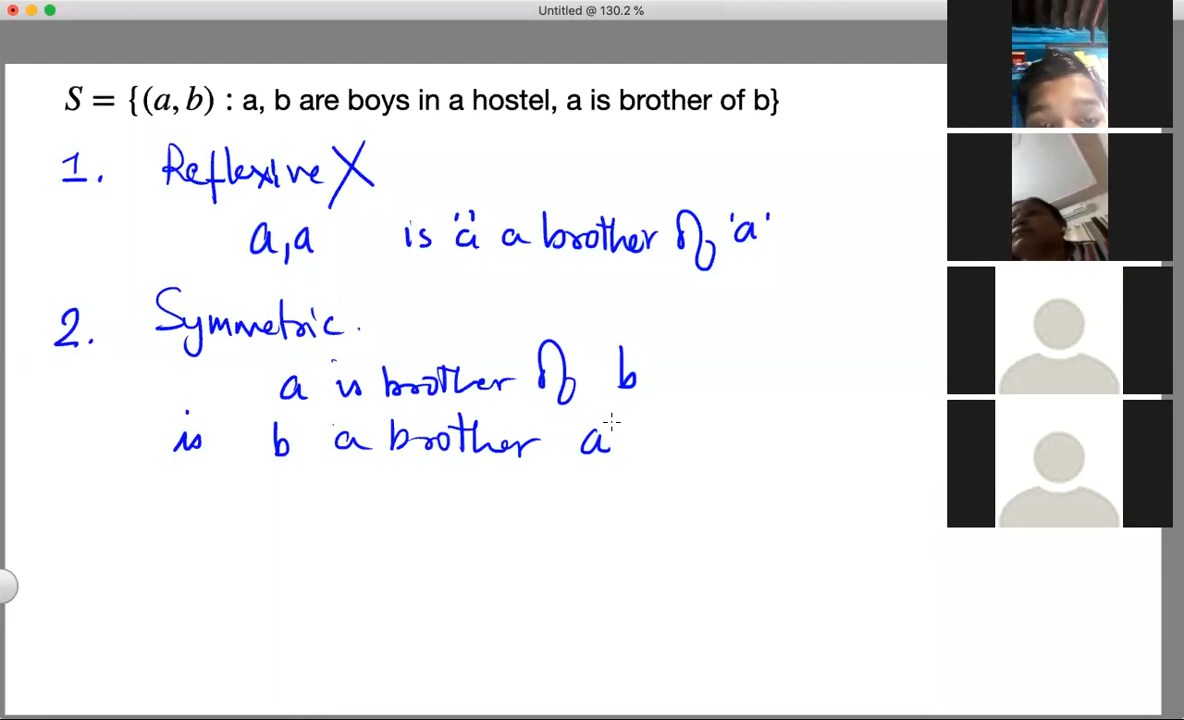 Untitled @ 130.2 %
S = {(a, b) : a, b are boys in a hostel, a is brother of b}
1. Reflexive X
a,a is "a a brother of 'a'
2. Symmetric.
a is brother of b
is b a brother a